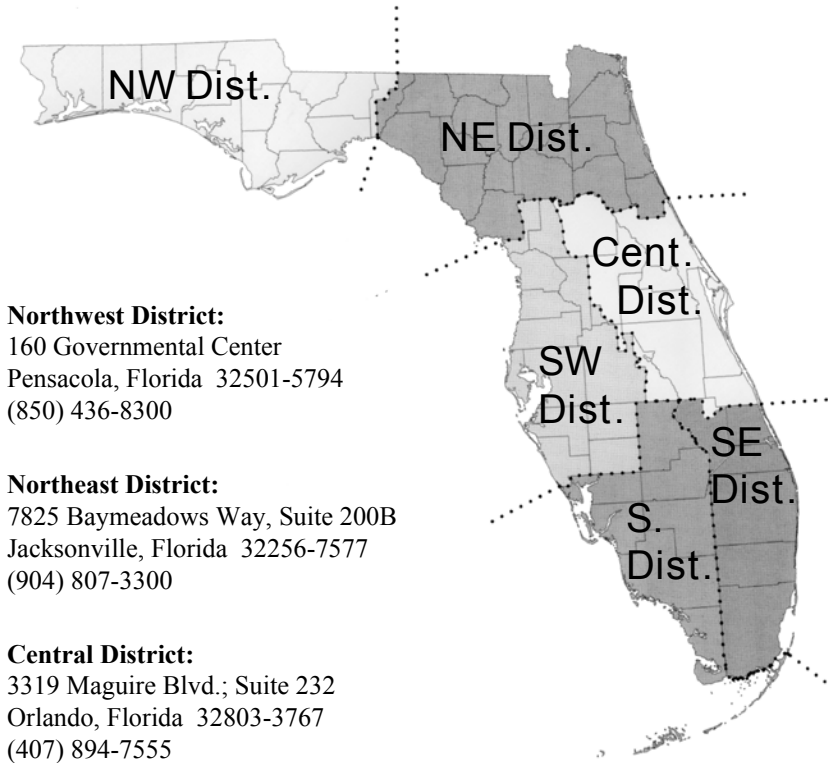 NW Dist.
NE Dist.
Cent.
Dist.
Northwest District:
160 Governmental Center
Pensacola, Florida  32501-5794
(850) 436-8300
SW
Dist.
SE
Dist.
Northeast District:
7825 Baymeadows Way, Suite 200B
Jacksonville, Florida  32256-7577
(904) 807-3300
S.
Dist.
Central District:
3319 Maguire Blvd.; Suite 232
Orlando, Florida  32803-3767
(407) 894-7555